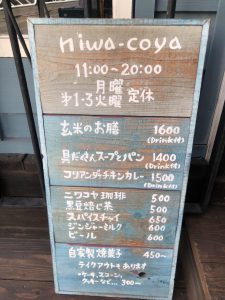 niwa-coya
11:00〜20:00
月曜
第1・3火曜 定休
玄米のお膳 1600
(Drink付)
具だくさんスープとパン 1400
(Drink付)
コリアンダーチキンカレー 1500
(Drink付)
ニワコヤ珈琲 500
黒豆焙じ茶 500
スパイスチャイ 650
ジンジャーミルク 600
ビール 600
自家製焼菓子 450〜
テイクアウトもあります
・ケーキ、スコーン、
クッキーなど... 300〜